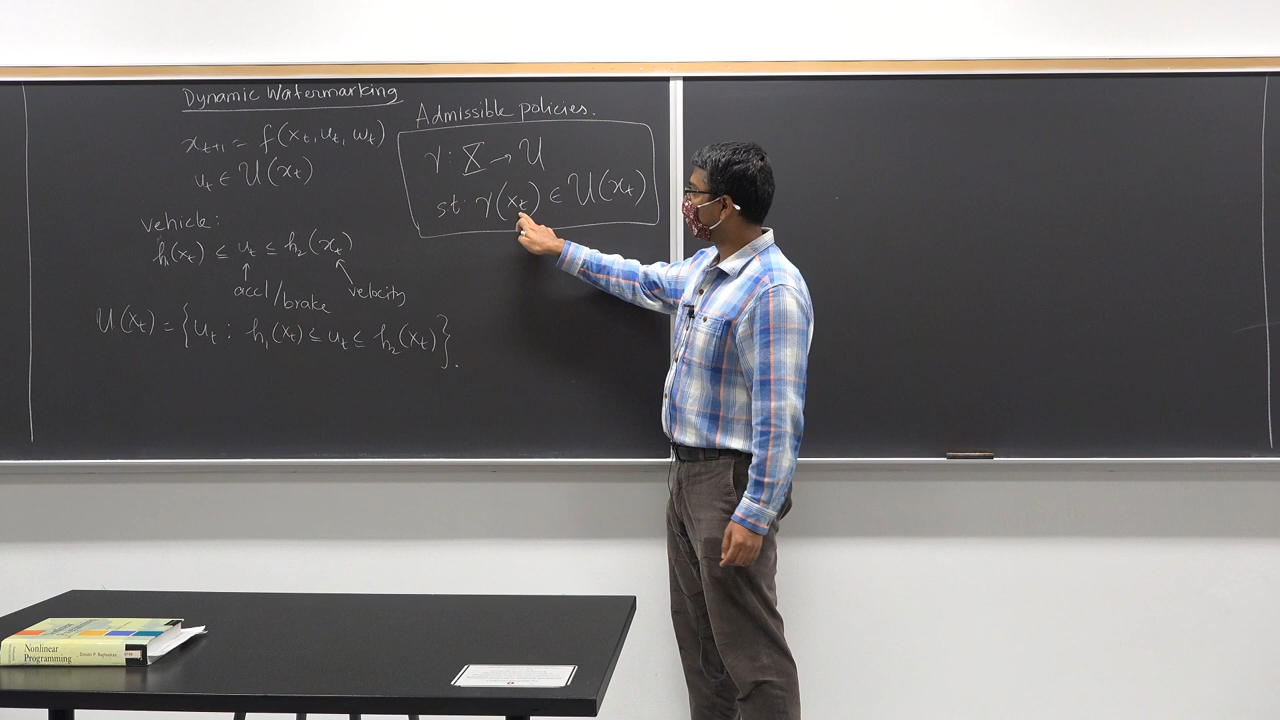 Dynamic Watermarking
x_{t+1} = f(x_t, u_t, w_t)
u_t ∈ U(x_t)
vehicle:
h_1(x_t) ≤ u_t ≤ h_2(x_t)
accl/brake velocity
U(x_t) = {u_t : h_1(x_t) ≤ u_t ≤ h_2(x_t)}.
Admissible policies.
γ : X → U
st. γ(x_t) ∈ U(x_t)
Nonlinear
Programming
Dimitri P. Bertsekas